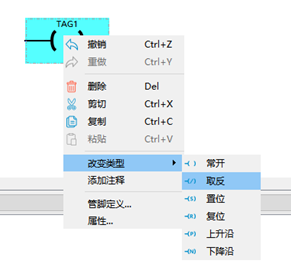 TAG1
撤销 Ctrl+Z
重做 Ctrl+Y
删除 Del
剪切 Ctrl+X
复制 Ctrl+C
粘贴 Ctrl+V
改变类型
添加注释
管脚定义...
属性...
常开
(/) 取反
(S) 置位
(R) 复位
(P) 上升沿
(N) 下降沿